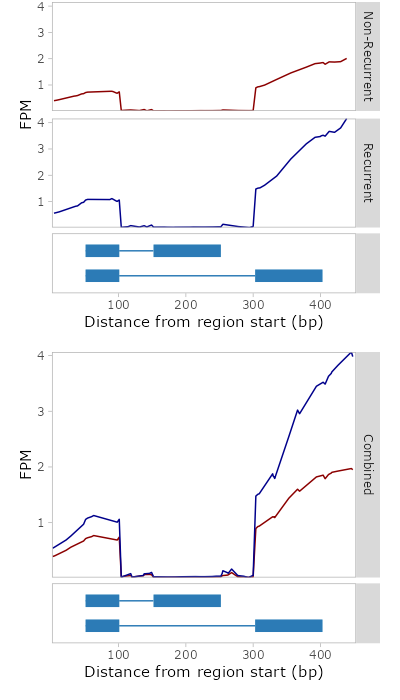 4
3
2
1
Non-Recurrent
FPM
4
3
2
1
Recurrent
100 200 300 400
Distance from region start (bp)
4
3
2
1
FPM
Combined
100 200 300 400
Distance from region start (bp)